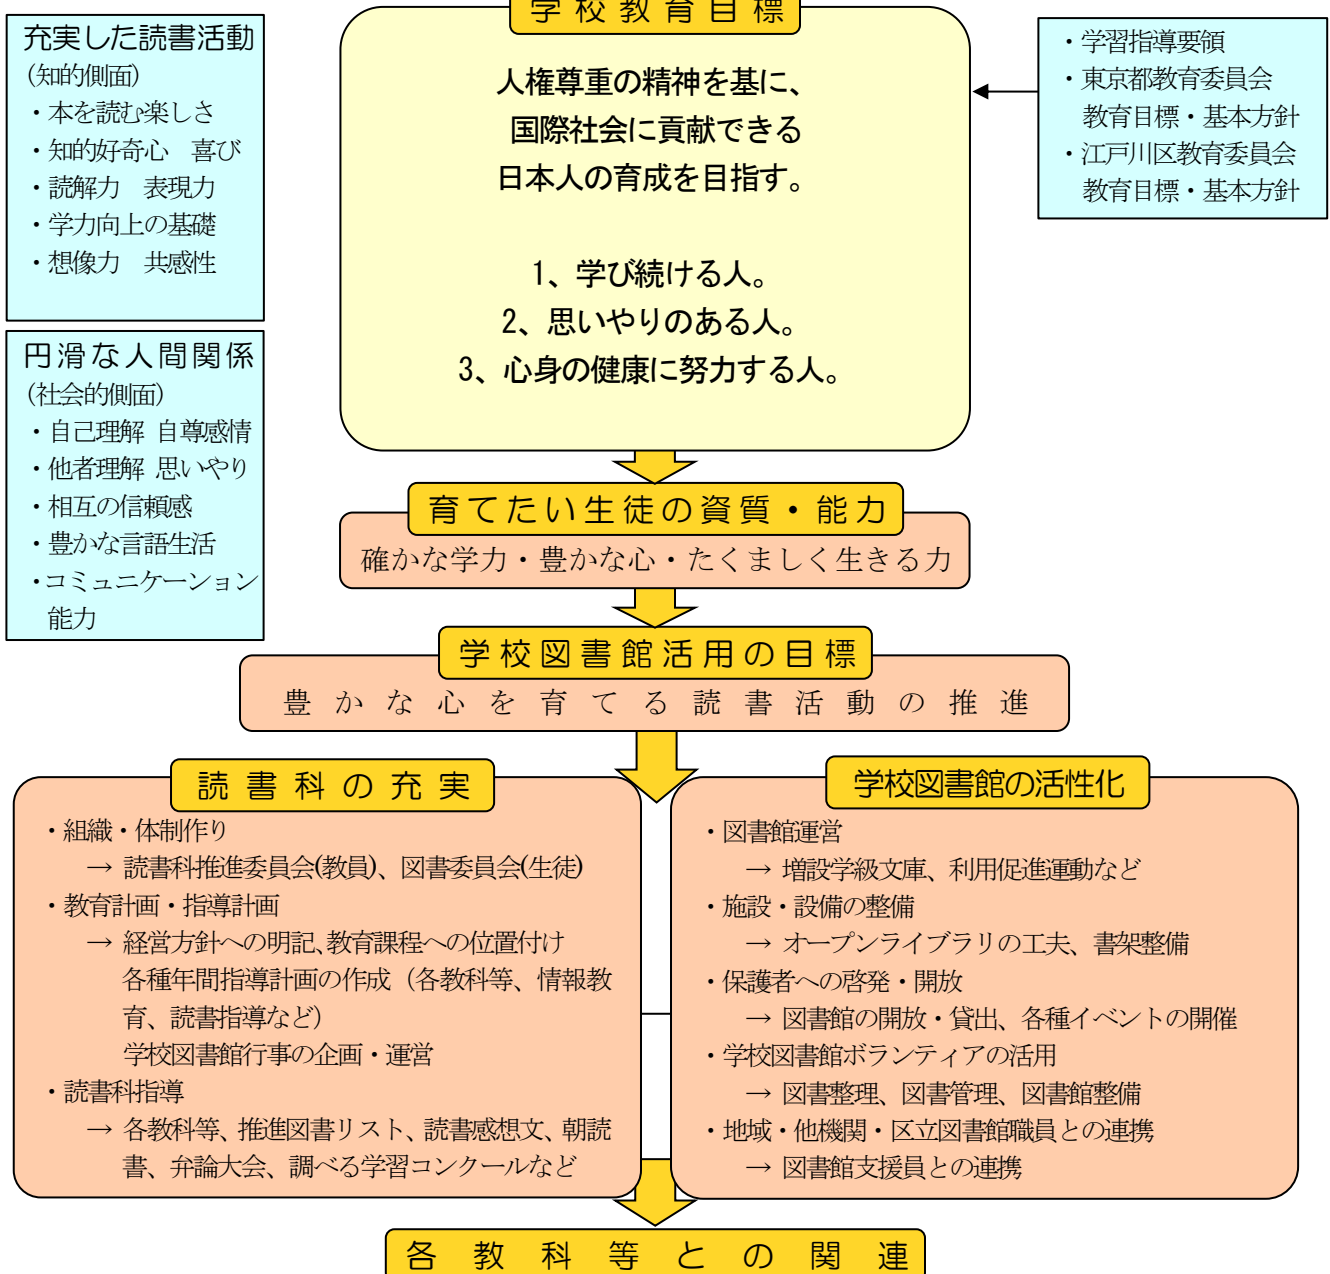 学校教育目標
人権尊重の精神を基に、
国際社会に貢献できる
日本人の育成を目指す。
1、学び続ける人。
2、思いやりのある人。
3、心身の健康に努力する人。
充実した読書活動
(知的側面)
・本を読む楽しさ
・知的好奇心　喜び
・読解力　表現力
・学力向上の基礎
・想像力　共感性
円滑な人間関係
(社会的側面)
・自己理解 自尊感情
・他者理解 思いやり
・相互の信頼感
・豊かな言語生活
・コミュニケーション
能力
・学習指導要領
・東京都教育委員会
教育目標・基本方針
・江戸川区教育委員会
教育目標・基本方針
育てたい生徒の資質・能力
確かな学力・豊かな心・たくましく生きる力
学校図書館活用の目標
豊かな心を育てる読書活動の推進
読書科の充実
・組織・体制作り
→ 読書科推進委員会(教員)、図書委員会(生徒)
・教育計画・指導計画
→ 経営方針への明記、教育課程への位置付け
各種年間指導計画の作成（各教科等、情報教
育、読書指導など）
学校図書館行事の企画・運営
・読書科指導
→ 各教科等、推進図書リスト、読書感想文、朝読
書、弁論大会、調べる学習コンクールなど
学校図書館の活性化
・図書館運営
→ 増設学級文庫、利用促進運動など
・施設・設備の整備
→ オープンライブラリの工夫、書架整備
・保護者への啓発・開放
→ 図書館の開放・貸出、各種イベントの開催
・学校図書館ボランティアの活用
→ 図書整理、図書管理、図書館整備
・地域・他機関・区立図書館職員との連携
→ 図書館支援員との連携
各教科等との関連